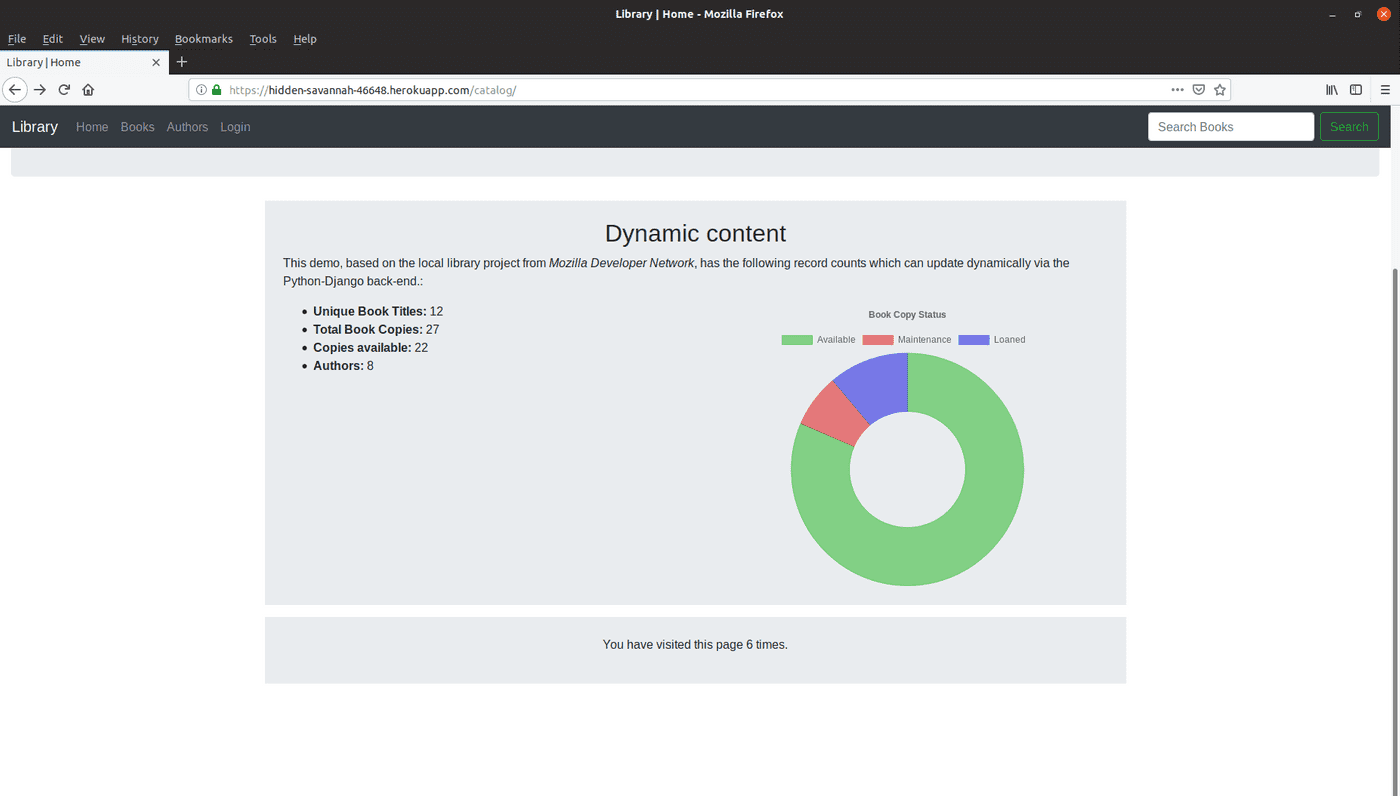 Library | Home - Mozilla Firefox
File Edit View History Bookmarks Tools Help
Library | Home
https://hidden-savannah-46648.herokuapp.com/catalog/
Library Home Books Authors Login Search Books Search
Dynamic content
This demo, based on the local library project from Mozilla Developer Network, has the following record counts which can update dynamically via the
Python-Django back-end.:
Unique Book Titles: 12
Total Book Copies: 27
Copies available: 22
Authors: 8
Book Copy Status
Available Maintenance Loaned
You have visited this page 6 times.